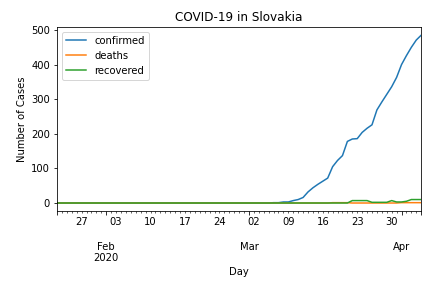 COVID-19 in Slovakia
confirmed
deaths
recovered
Number of Cases
500
400
300
200
100
0
27 03 10 17 24 02 09 16 23 30
Feb Mar Apr
2020
Day